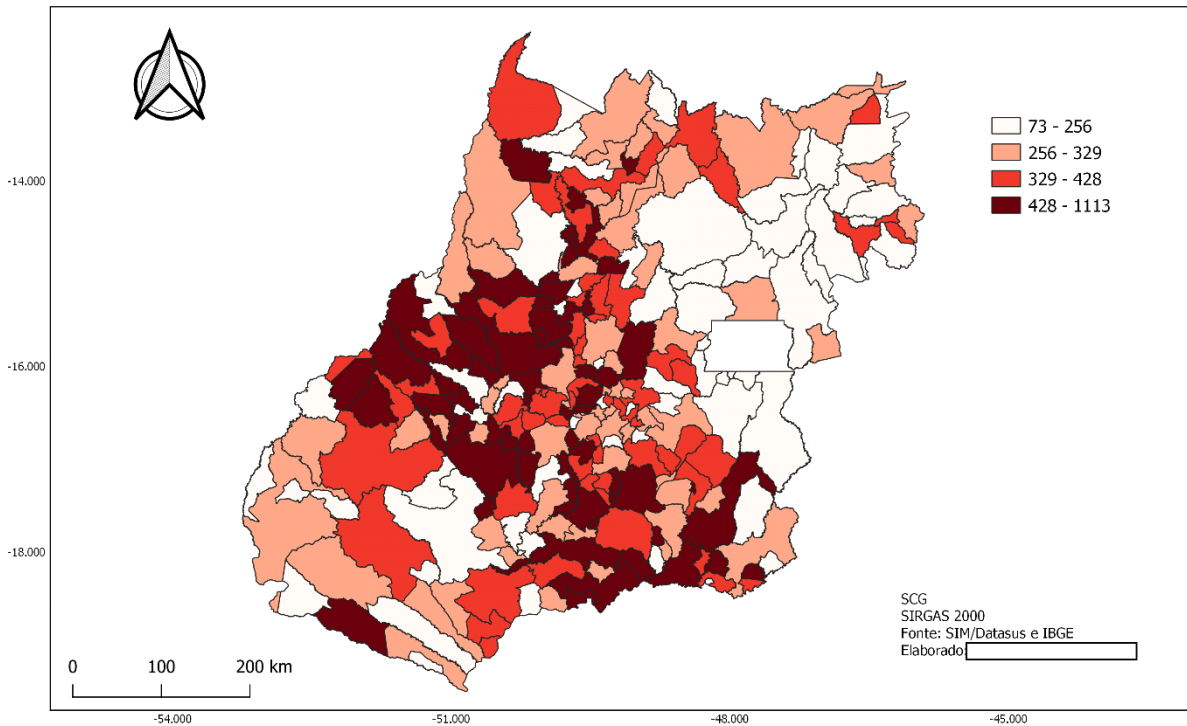 73 - 256
256 - 329
329 - 428
428 - 1113
-14.000
-16.000
-18.000
SCG
SIRGAS 2000
Fonte: SIM/Datasus e IBGE
Elaborado:
0 100 200 km
-54.000 -51.000 -48.000 -45.000